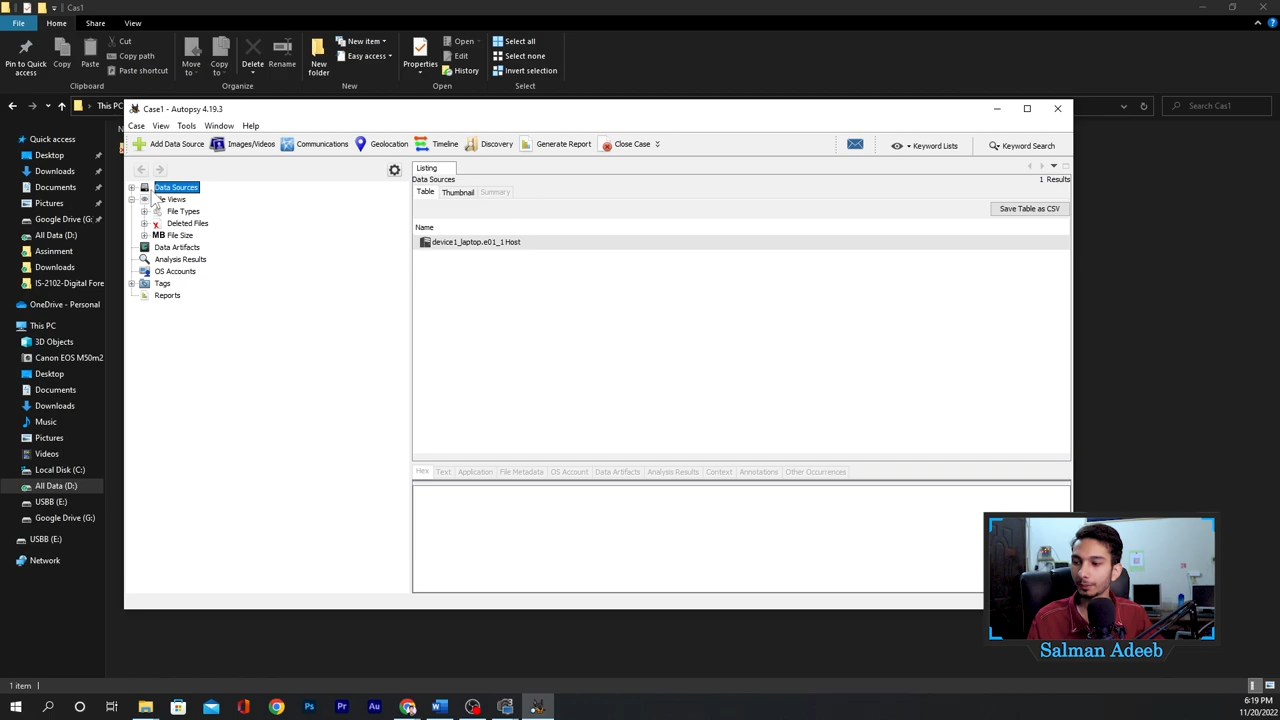 Cas1
File Home Share View
Pin to Quick access
Copy
Paste
Cut
Copy path
Paste shortcut
Clipboard
Move to
Copy to
Delete
Rename
Organize
New folder
New item
Easy access
New
Properties
Open
Edit
History
Open
Select all
Select none
Invert selection
Select
This PC
Search Cas1
Quick access
Desktop
Downloads
Documents
Pictures
Google Drive (G:
All Data (D:)
Assinment
Downloads
IS-2102-Digital Fore
OneDrive - Personal
This PC
3D Objects
Canon EOS M50m2
Desktop
Documents
Downloads
Music
Pictures
Videos
Local Disk (C:)
All Data (D:)
USBB (E:)
Google Drive (G:)
USBB (E:)
Network
1 item
Case1 - Autopsy 4.19.3
Case View Tools Window Help
Add Data Source Images/Videos Communications Geolocation Timeline Discovery Generate Report Close Case Keyword Lists Keyword Search
Data Sources
e Views
File Types
Deleted Files
MB File Size
Data Artifacts
Analysis Results
OS Accounts
Tags
Reports
Listing
Data Sources
1 Results
Table Thumbnail Summary
Save Table as CSV
Name
device1_laptop.e01_1 Host
Hex Text Application File Metadata OS Account Data Artifacts Analysis Results Context Annotations Other Occurrences
Salman Adeeb
6:19 PM
11/20/2022